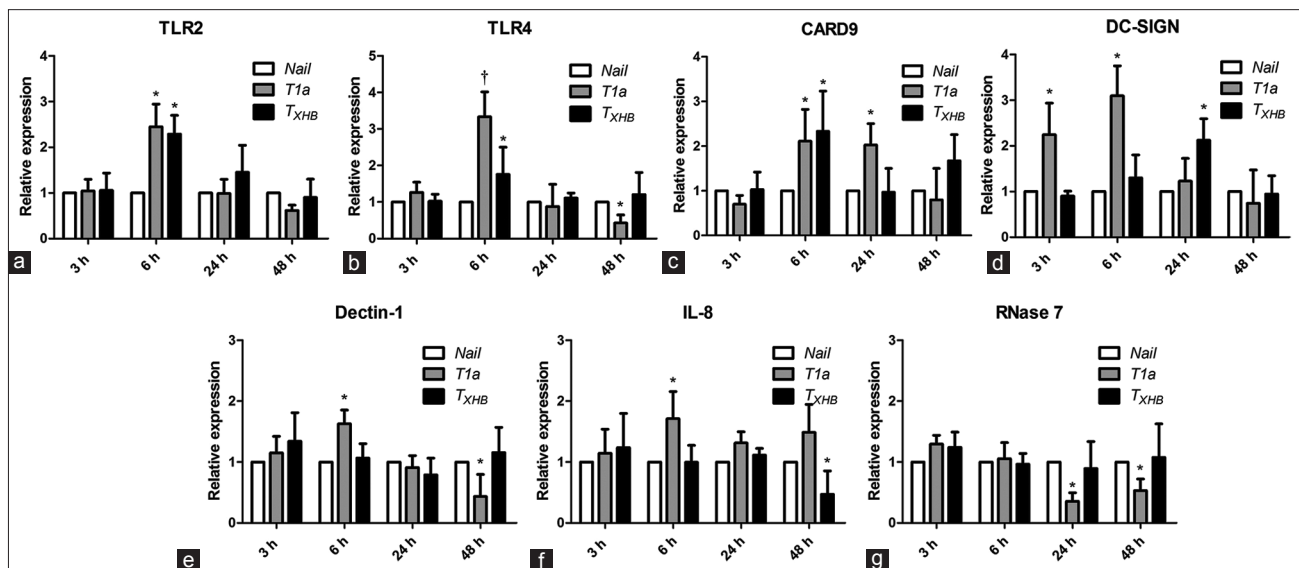 TLR2
Relative expression
4
3
2
1
0
Nail
T1a
TXHB
* *
3 h 6 h 24 h 48 h
a
TLR4
Relative expression
5
4
3
2
1
0
Nail
T1a
TXHB
† * *
3 h 6 h 24 h 48 h
b
CARD9
Relative expression
4
3
2
1
0
Nail
T1a
TXHB
* * *
3 h 6 h 24 h 48 h
c
DC-SIGN
Relative expression
4
3
2
1
0
Nail
T1a
TXHB
* * *
3 h 6 h 24 h 48 h
d
Dectin-1
Relative expression
3
2
1
0
Nail
T1a
TXHB
* *
3 h 6 h 24 h 48 h
e
IL-8
Relative expression
3
2
1
0
Nail
T1a
TXHB
* *
3 h 6 h 24 h 48 h
f
RNase 7
Relative expression
3
2
1
0
Nail
T1a
TXHB
* *
3 h 6 h 24 h 48 h
g